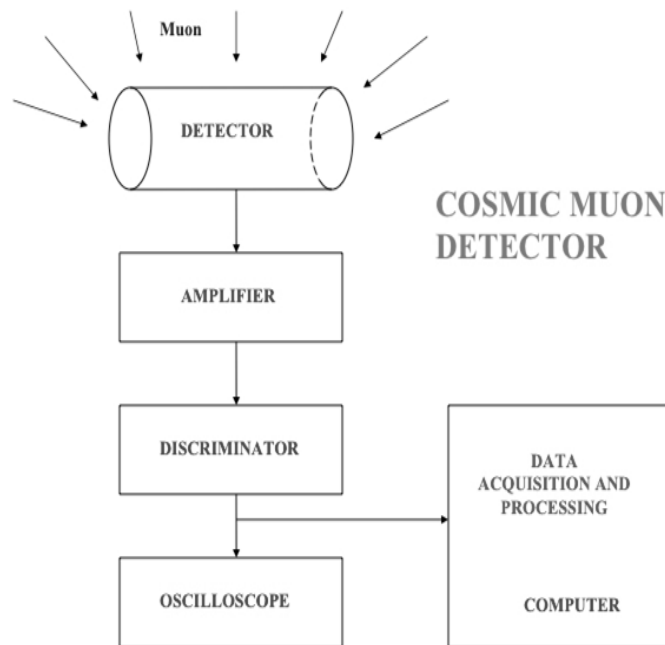 Muon
DETECTOR
COSMIC MUON
DETECTOR
AMPLIFIER
DISCRIMINATOR
DATA
ACQUISITION AND
PROCESSING
OSCILLOSCOPE
COMPUTER